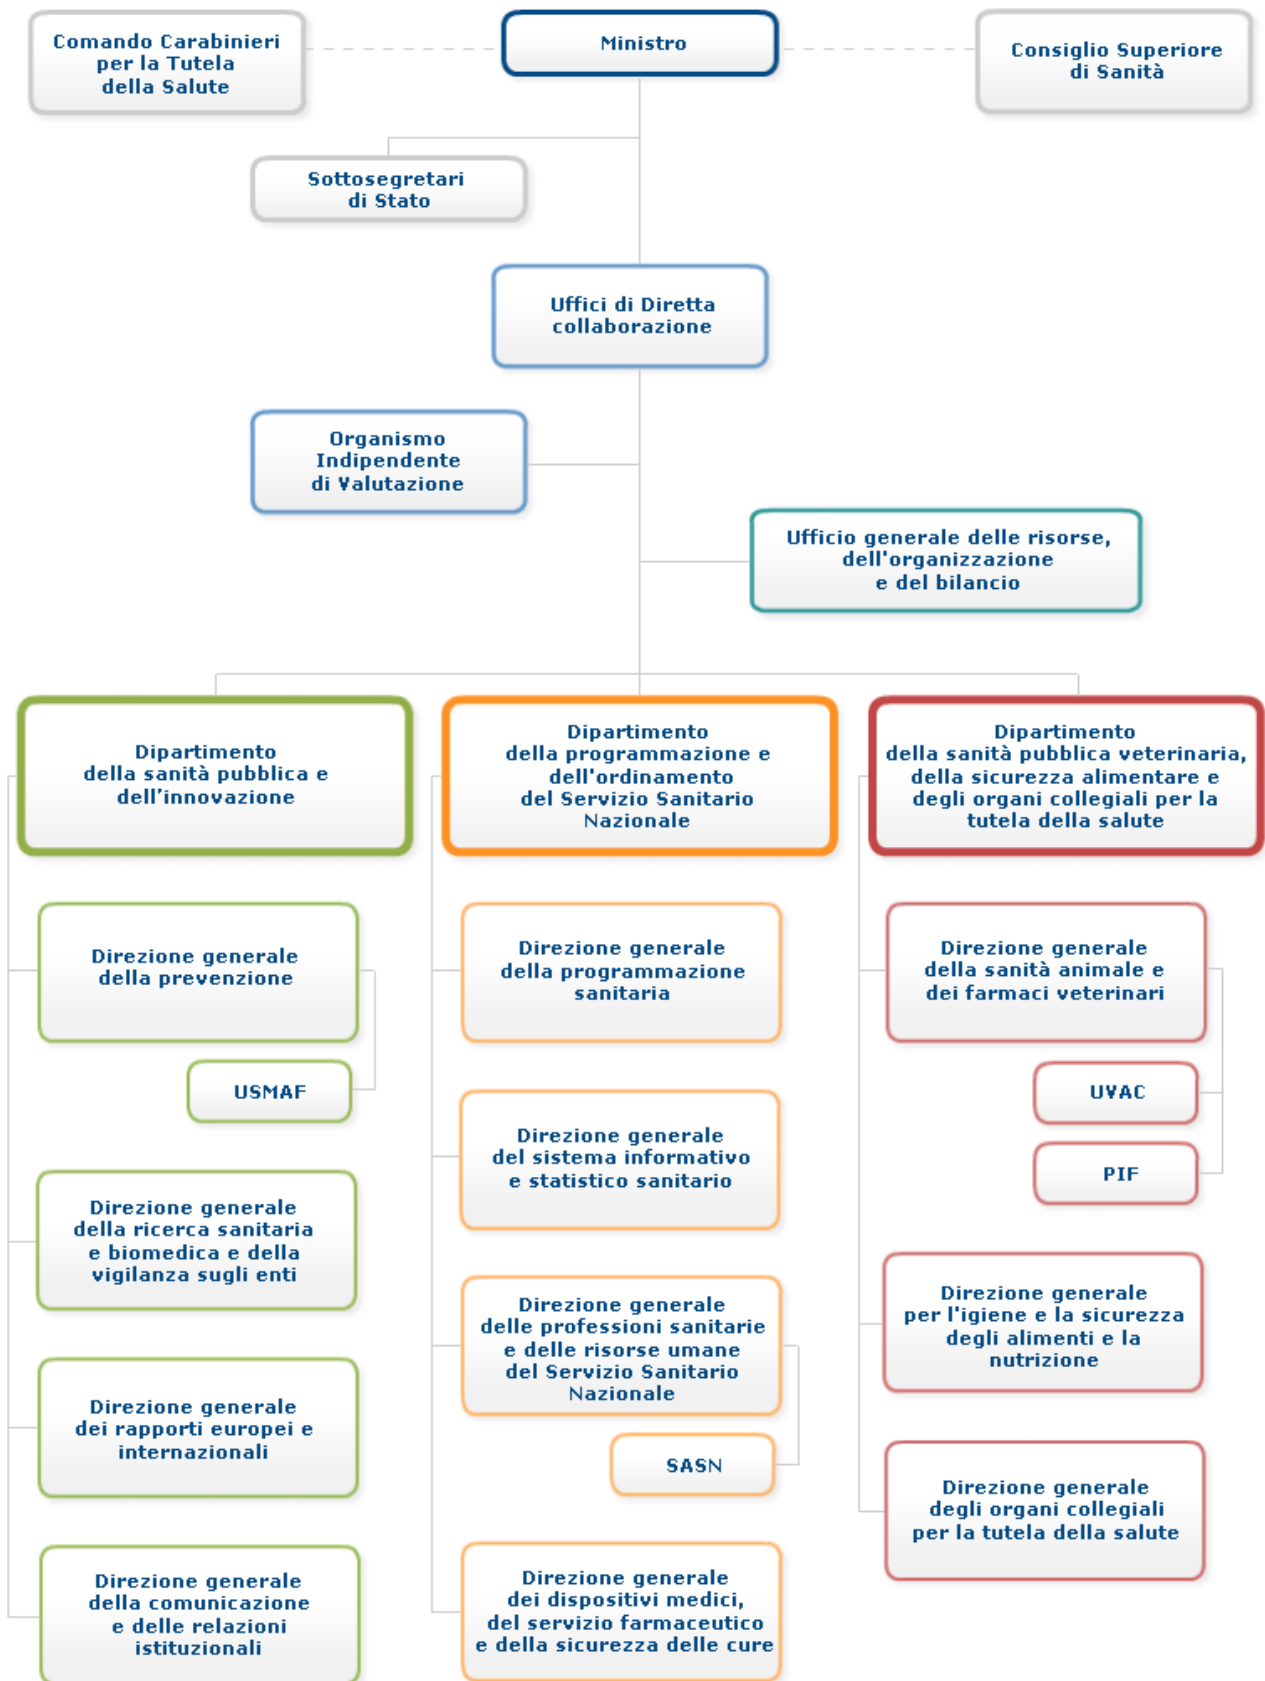 Comando Carabinieri
per la Tutela
della Salute
Ministro
Consiglio Superiore
di Sanità
Sottosegretari
di Stato
Uffici di Diretta
collaborazione
Organismo
Indipendente
di Valutazione
Ufficio generale delle risorse,
dell'organizzazione
e del bilancio
Dipartimento
della sanità pubblica e
dell'innovazione
Dipartimento
della programmazione e
dell'ordinamento
del Servizio Sanitario
Nazionale
Dipartimento
della sanità pubblica veterinaria,
della sicurezza alimentare e
degli organi collegiali per la
tutela della salute
Direzione generale
della prevenzione
USMAF
Direzione generale
della ricerca sanitaria
e biomedica e della
vigilanza sugli enti
Direzione generale
dei rapporti europei e
internazionali
Direzione generale
della comunicazione
e delle relazioni
istituzionali
Direzione generale
della programmazione
sanitaria
Direzione generale
del sistema informativo
e statistico sanitario
Direzione generale
delle professioni sanitarie
e delle risorse umane
del Servizio Sanitario
Nazionale
SASN
Direzione generale
dei dispositivi medici,
del servizio farmaceutico
e della sicurezza delle cure
Direzione generale
della sanità animale e
dei farmaci veterinari
UVAC
PIF
Direzione generale
per l'igiene e la sicurezza
degli alimenti e la
nutrizione
Direzione generale
degli organi collegiali
per la tutela della salute